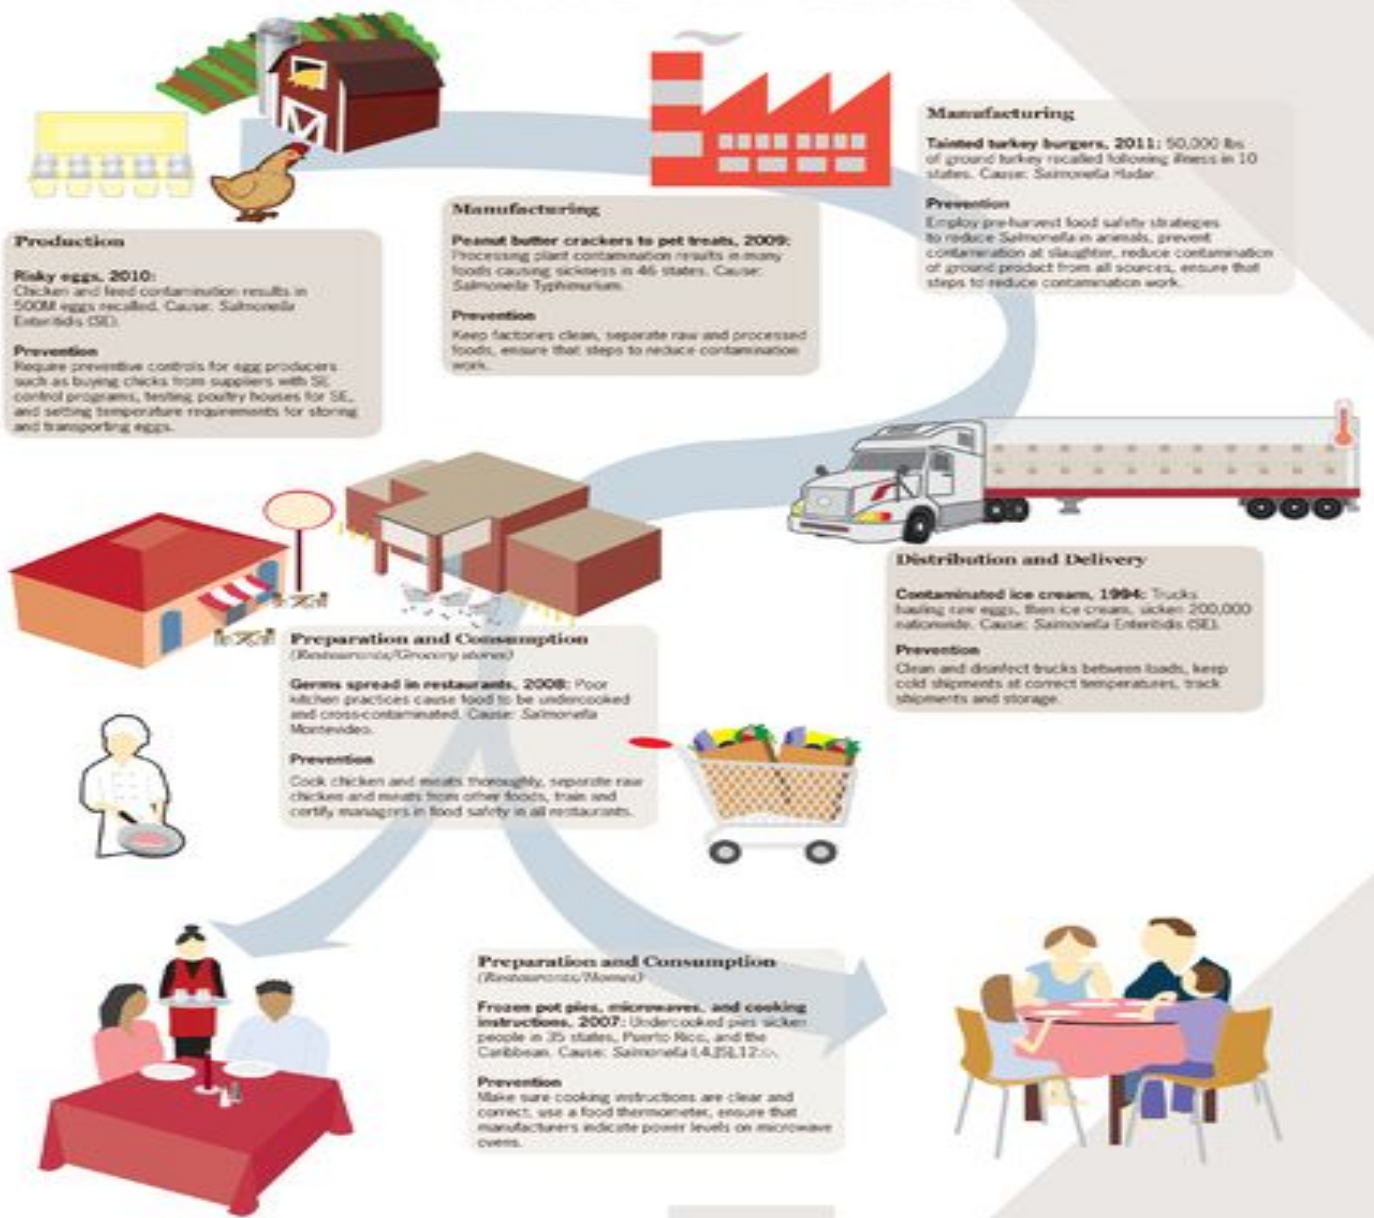 Production
Risky eggs, 2010:
Chicken and feed contamination results in
500M eggs recalled. Cause: Salmonella
Enteritidis (SE).
Prevention
Require preventive controls for egg producers
such as buying chicks from suppliers with SE
control programs, testing poultry houses for SE,
and setting temperature requirements for storing
and transporting eggs.
Manufacturing
Peanut butter crackers to pet treats, 2009:
Processing plant contamination results in many
foods causing sickness in 46 states. Cause:
Salmonella Typhimurium.
Prevention
Keep factories clean, separate raw and processed
foods, ensure that steps to reduce contamination
work.
Manufacturing
Tainted turkey burgers, 2011: 50,000 lbs
of ground turkey recalled following illness in 10
states. Cause: Salmonella Hadar.
Prevention
Employ pre-harvest food safety strategies
to reduce Salmonella in animals, prevent
contamination at slaughter, reduce contamination
of ground product from all sources, ensure that
steps to reduce contamination work.
Distribution and Delivery
Contaminated ice cream, 1994: Trucks
hauling raw eggs, then ice cream, sicken 200,000
nationwide. Cause: Salmonella Enteritidis (SE).
Prevention
Clean and disinfect trucks between loads, keep
cold shipments at correct temperatures, track
shipments and storage.
Preparation and Consumption
(Restaurants/Grocery stores)
Germs spread in restaurants, 2008: Poor
kitchen practices cause food to be undercooked
and cross-contaminated. Cause: Salmonella
Montevideo.
Prevention
Cook chicken and meats thoroughly, separate raw
chicken and meats from other foods, train and
certify managers in food safety in all restaurants.
Preparation and Consumption
(Restaurants/Homes)
Frozen pot pies, microwaves, and cooking
instructions, 2007: Undercooked pies sicken
people in 35 states, Puerto Rico, and the
Caribbean. Cause: Salmonella
Prevention
Make sure cooking instructions are clear and
correct, use a food thermometer, ensure that
manufacturers indicate power levels on microwave
ovens.